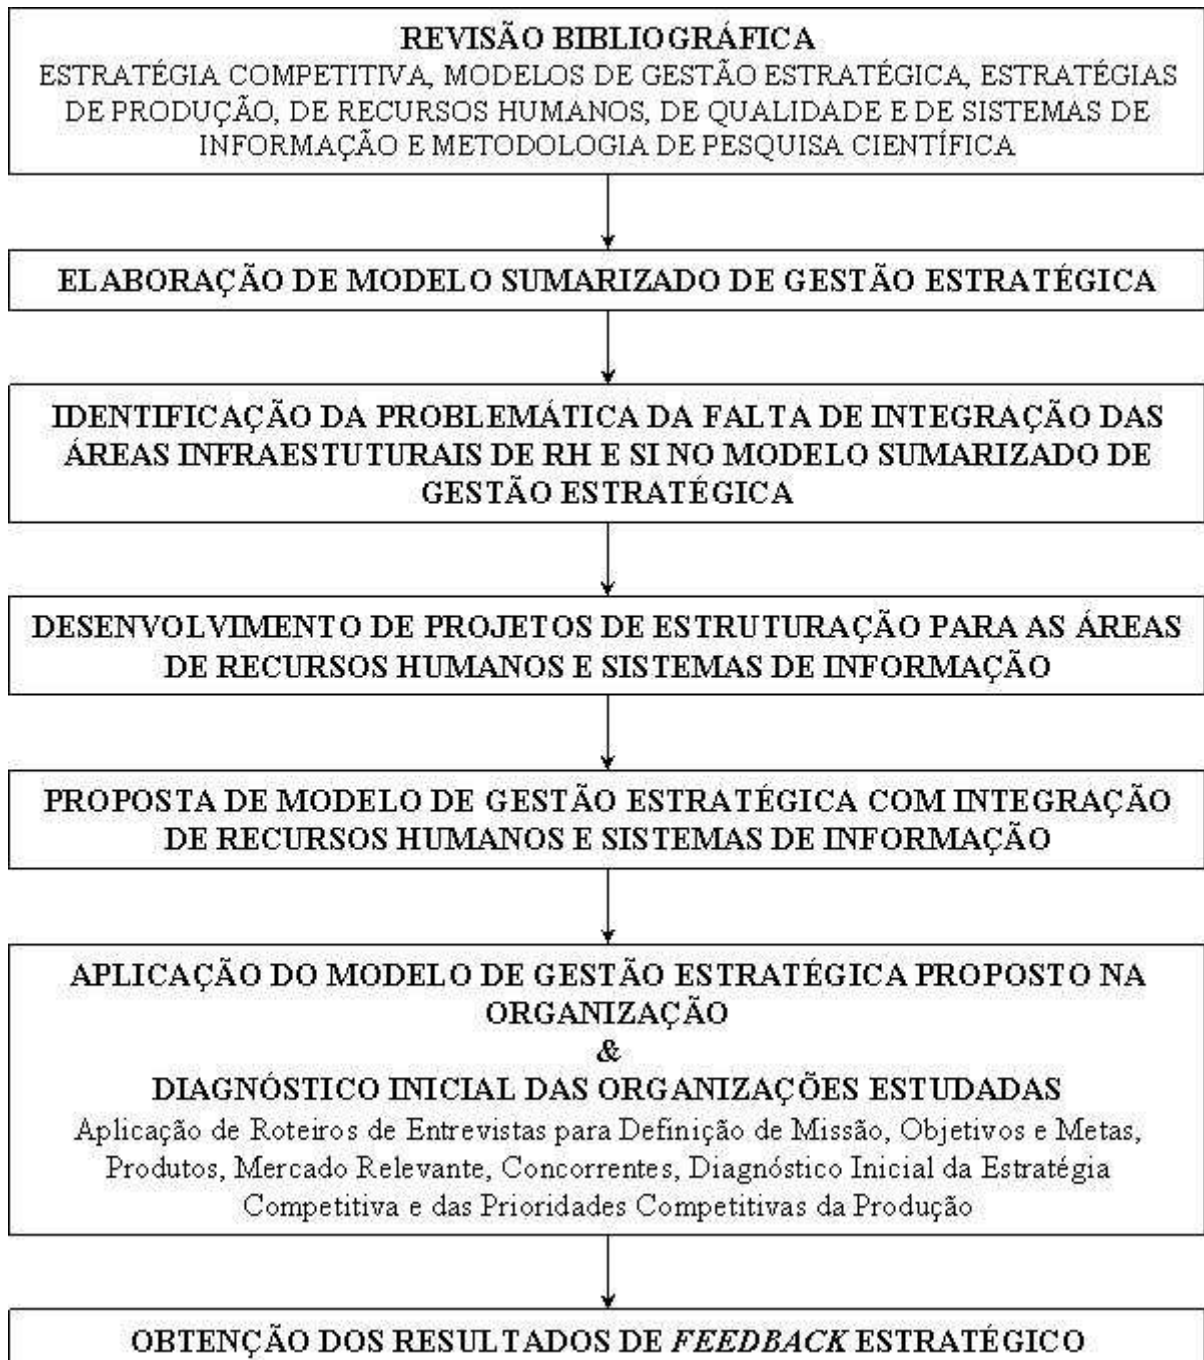 REVISÃO BIBLIOGRÁFICA
ESTRATÉGIA COMPETITIVA, MODELOS DE GESTÃO ESTRATÉGICA, ESTRATÉGIAS
DE PRODUÇÃO, DE RECURSOS HUMANOS, DE QUALIDADE E DE SISTEMAS DE
INFORMAÇÃO E METODOLOGIA DE PESQUISA CIENTÍFICA
ELABORAÇÃO DE MODELO SUMARIZADO DE GESTÃO ESTRATÉGICA
IDENTIFICAÇÃO DA PROBLEMÁTICA DA FALTA DE INTEGRAÇÃO DAS
ÁREAS INFRAESTUTURAIS DE RH E SI NO MODELO SUMARIZADO DE
GESTÃO ESTRATÉGICA
DESENVOLVIMENTO DE PROJETOS DE ESTRUTURAÇÃO PARA AS ÁREAS
DE RECURSOS HUMANOS E SISTEMAS DE INFORMAÇÃO
PROPOSTA DE MODELO DE GESTÃO ESTRATÉGICA COM INTEGRAÇÃO
DE RECURSOS HUMANOS E SISTEMAS DE INFORMAÇÃO
APLICAÇÃO DO MODELO DE GESTÃO ESTRATÉGICA PROPOSTO NA
ORGANIZAÇÃO
&
DIAGNÓSTICO INICIAL DAS ORGANIZAÇÕES ESTUDADAS
Aplicação de Roteiros de Entrevistas para Definição de Missão, Objetivos e Metas,
Produtos, Mercado Relevante, Concorrentes, Diagnóstico Inicial da Estratégia
Competitiva e das Prioridades Competitivas da Produção
OBTENÇÃO DOS RESULTADOS DE FEEDBACK ESTRATÉGICO